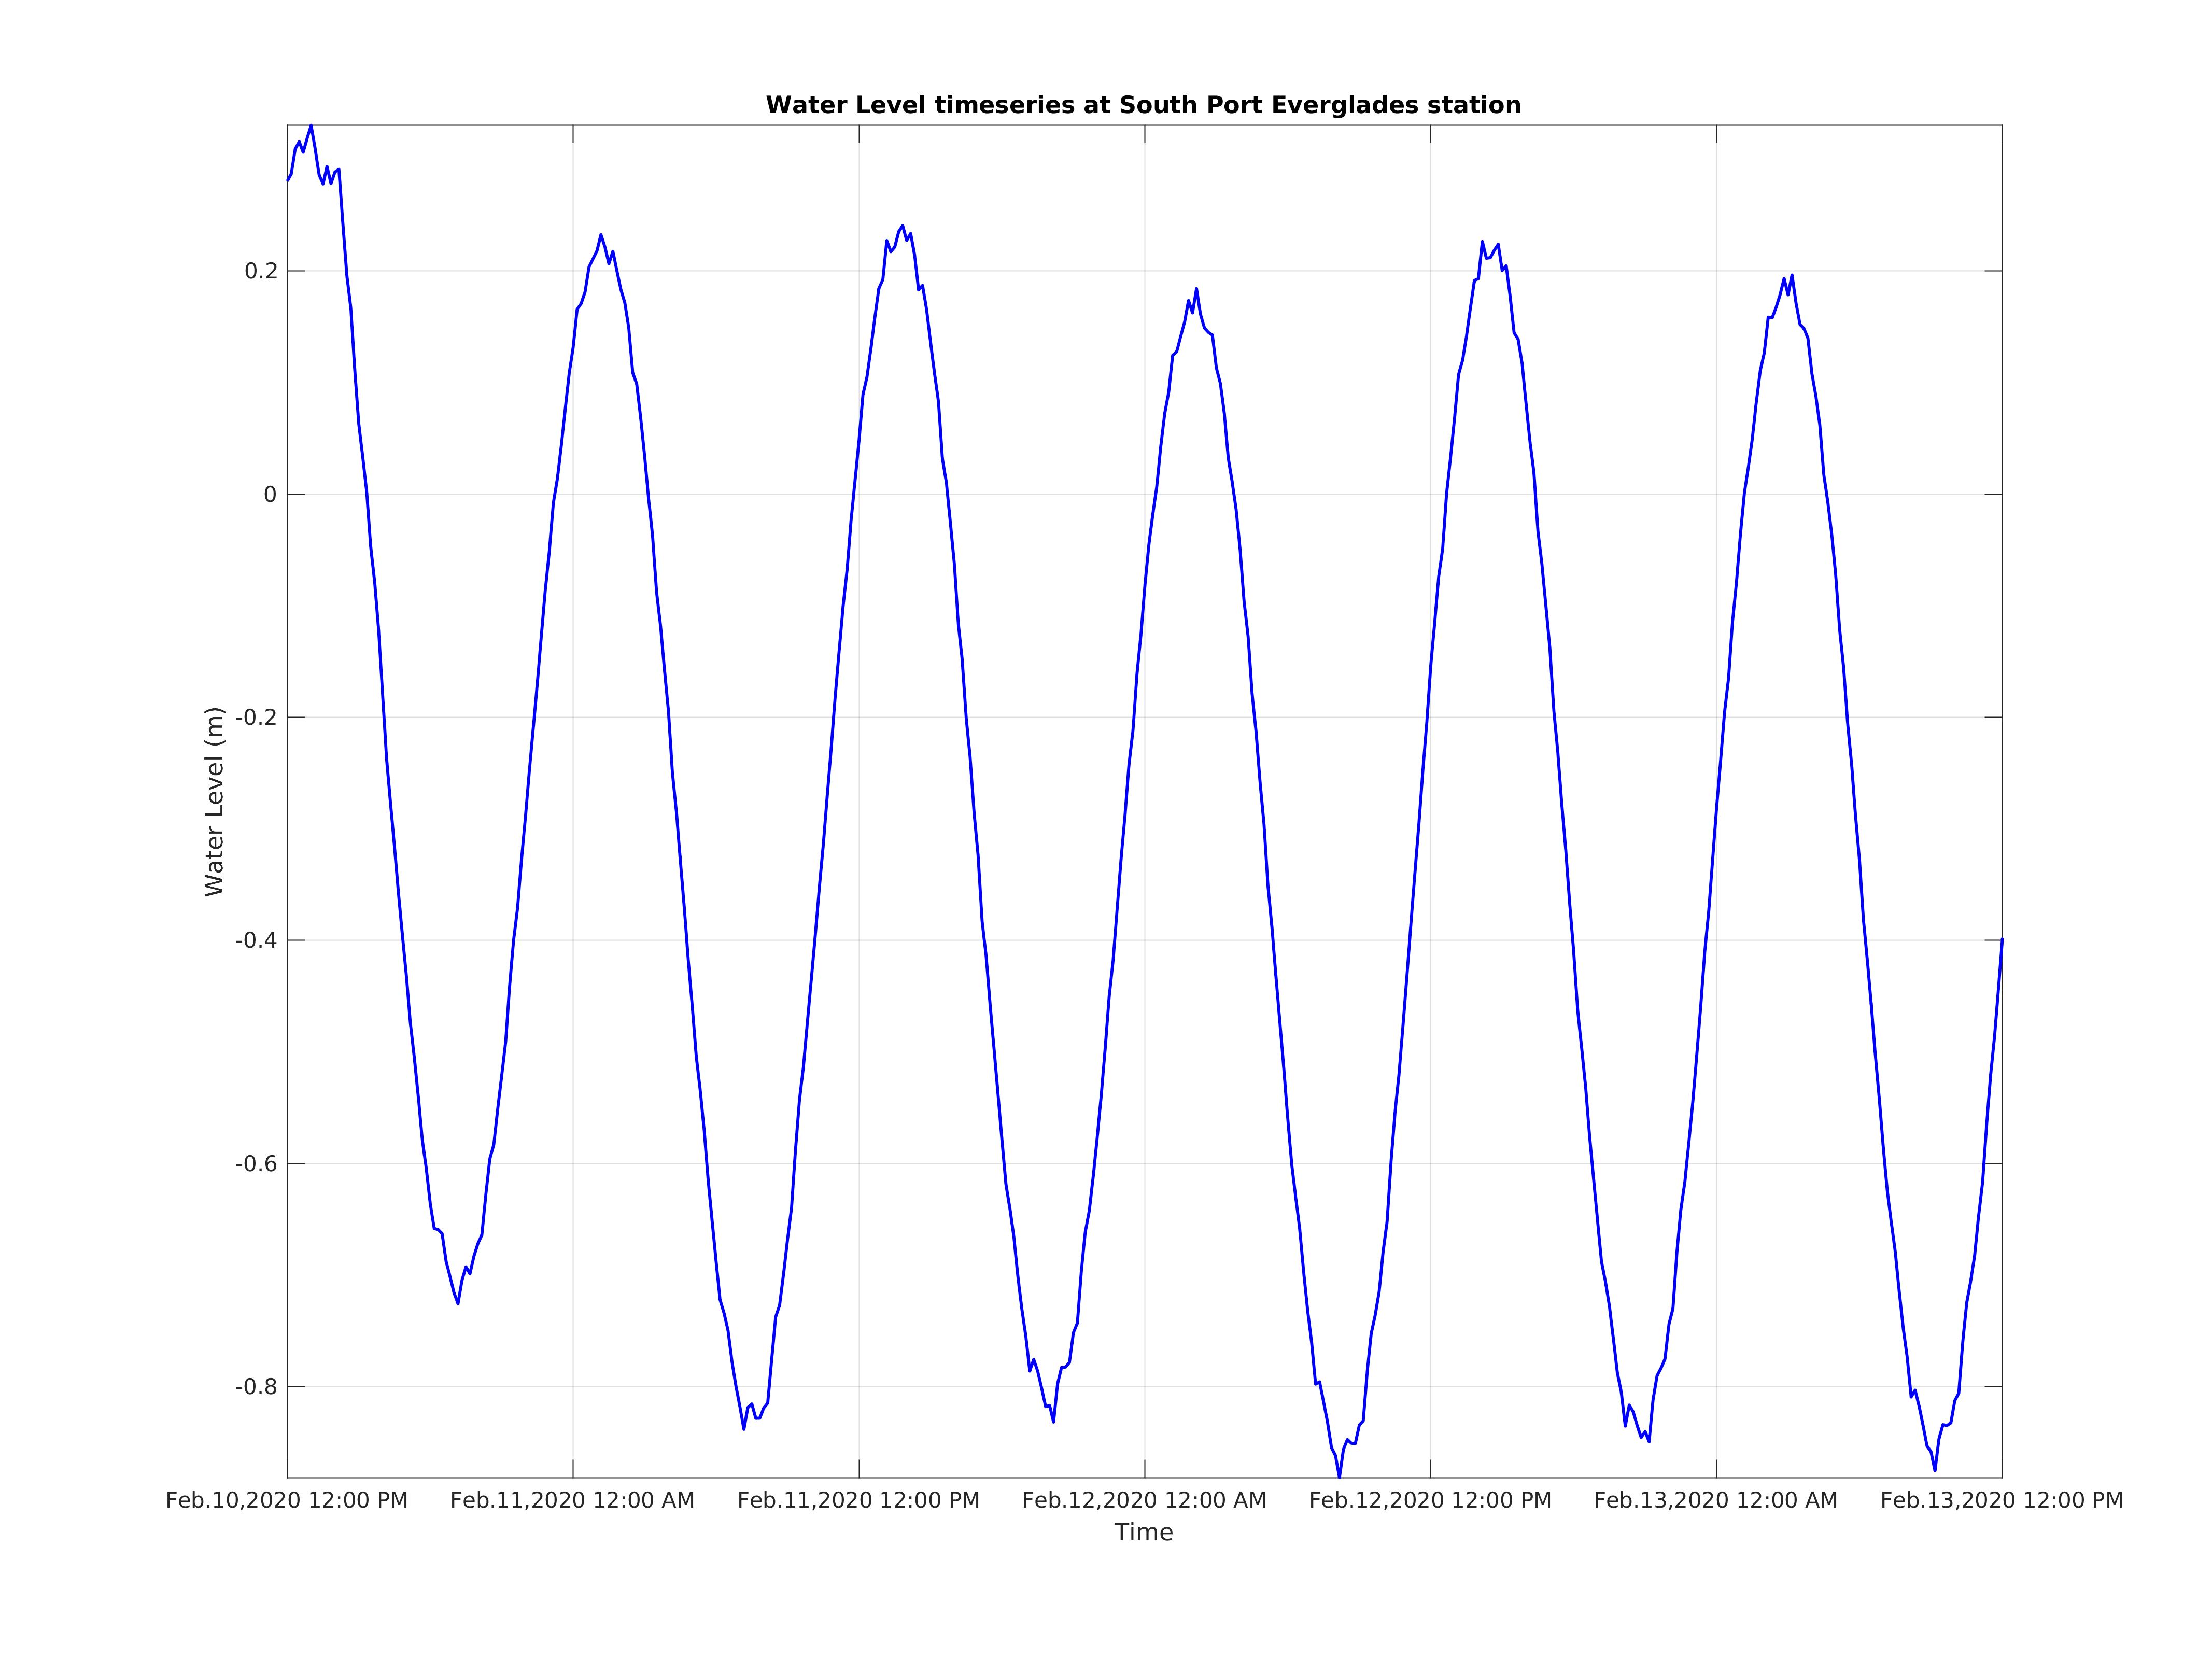 Water Level timeseries at South Port Everglades station
0.2
0
-0.2
-0.4
-0.6
-0.8
Water Level (m)
Feb.10,2020 12:00 PM
Feb.11,2020 12:00 AM
Feb.11,2020 12:00 PM
Feb.12,2020 12:00 AM
Feb.12,2020 12:00 PM
Feb.13,2020 12:00 AM
Feb.13,2020 12:00 PM
Time